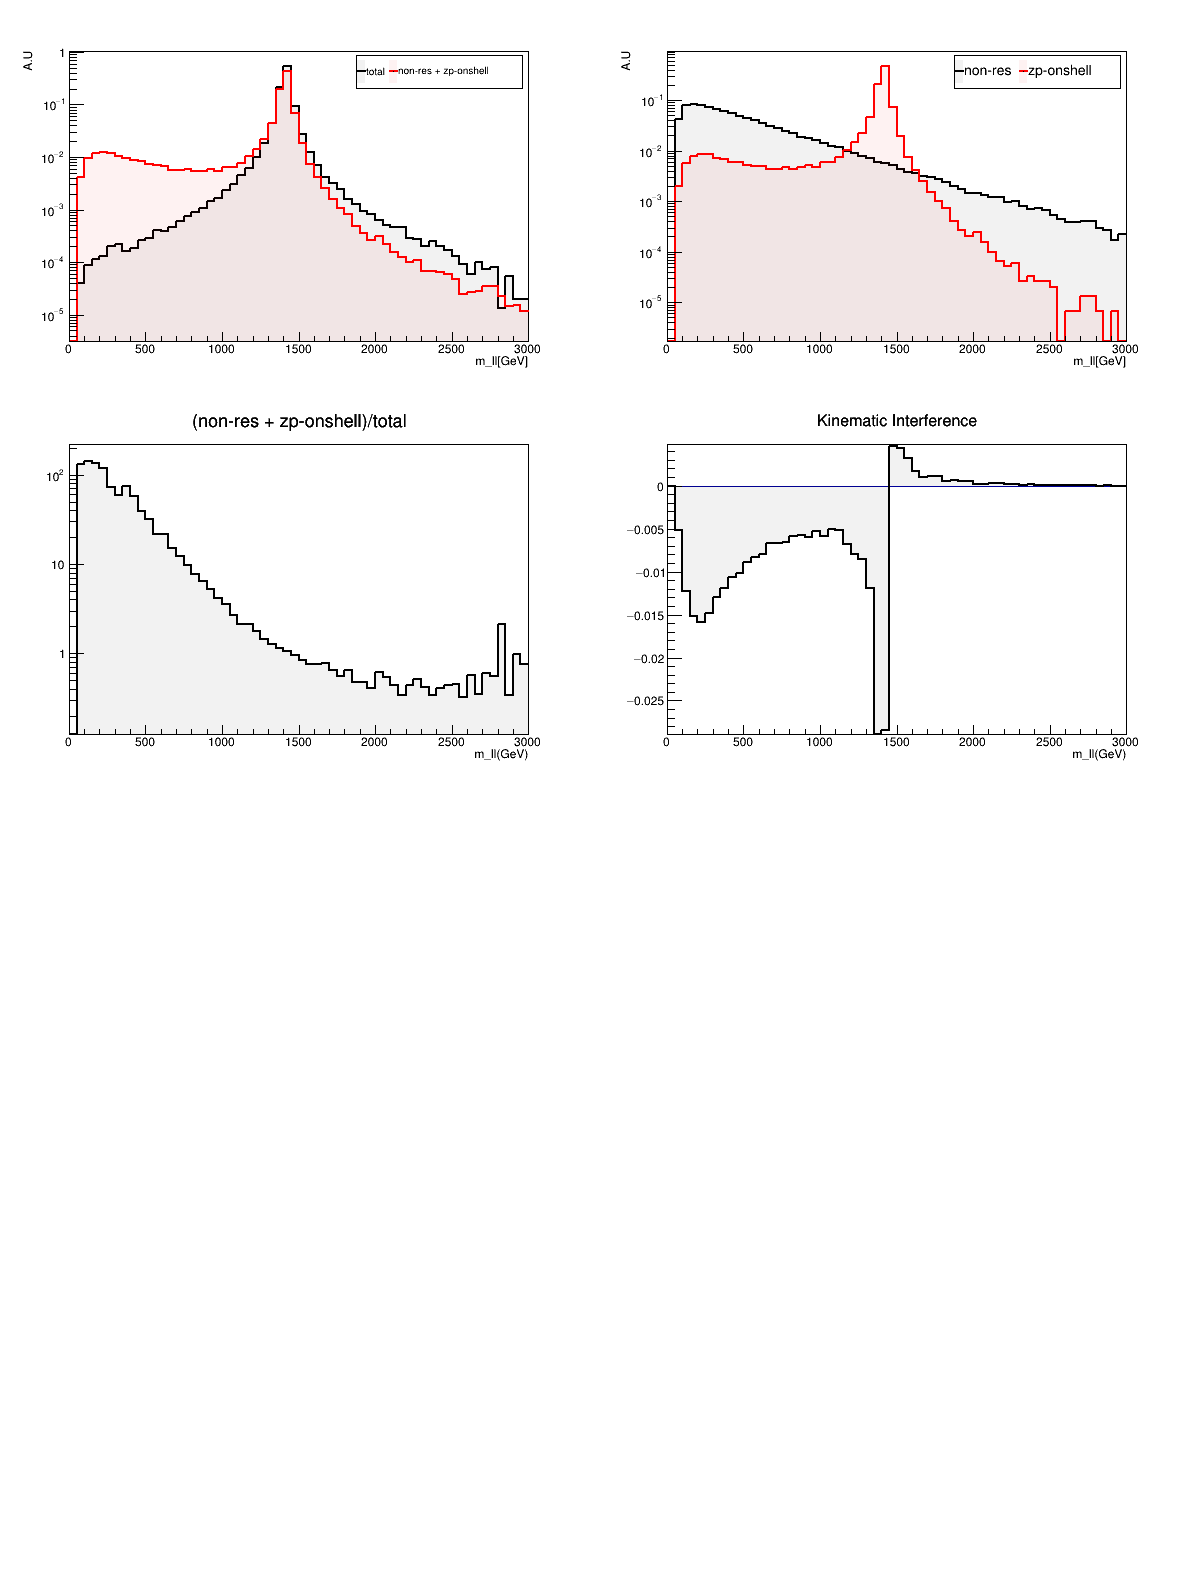 A.U
1
10⁻¹
10⁻²
10⁻³
10⁻⁴
10⁻⁵
total non-res + zp-onshell
0 500 1000 1500 2000 2500 3000
m_ll[GeV]
A.U
10⁻¹
10⁻²
10⁻³
10⁻⁴
10⁻⁵
non-res zp-onshell
0 500 1000 1500 2000 2500 3000
m_ll[GeV]
(non-res + zp-onshell)/total
10²
10
1
0 500 1000 1500 2000 2500 3000
m_ll(GeV)
Kinematic Interference
0
−0.005
−0.01
−0.015
−0.02
−0.025
0 500 1000 1500 2000 2500 3000
m_ll(GeV)